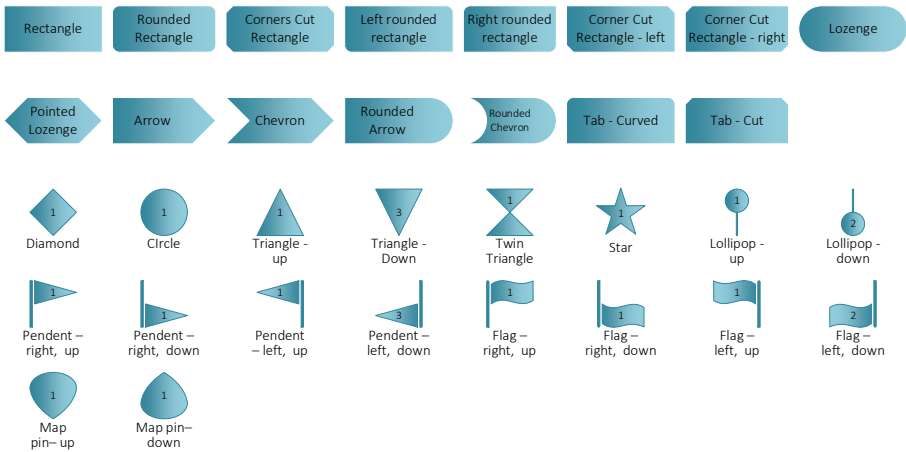 Rectangle
Rounded
Rectangle
Corners Cut
Rectangle
Left rounded
rectangle
Right rounded
rectangle
Corner Cut
Rectangle - left
Corner Cut
Rectangle - right
Lozenge
Pointed
Lozenge
Arrow
Chevron
Rounded
Arrow
Rounded
Chevron
Tab - Curved
Tab - Cut
1
Diamond
1
CIrcle
1
Triangle -
up
3
Triangle -
Down
1
Twin
Triangle
1
Star
1
Lollipop -
up
2
Lollipop -
down
1
Pendent –
right, up
1
Pendent –
right, down
1
Pendent
– left, up
3
Pendent –
left, down
1
Flag –
right, up
1
Flag –
right, down
1
Flag –
left, up
2
Flag –
left, down
1
Map
pin– up
1
Map pin–
down